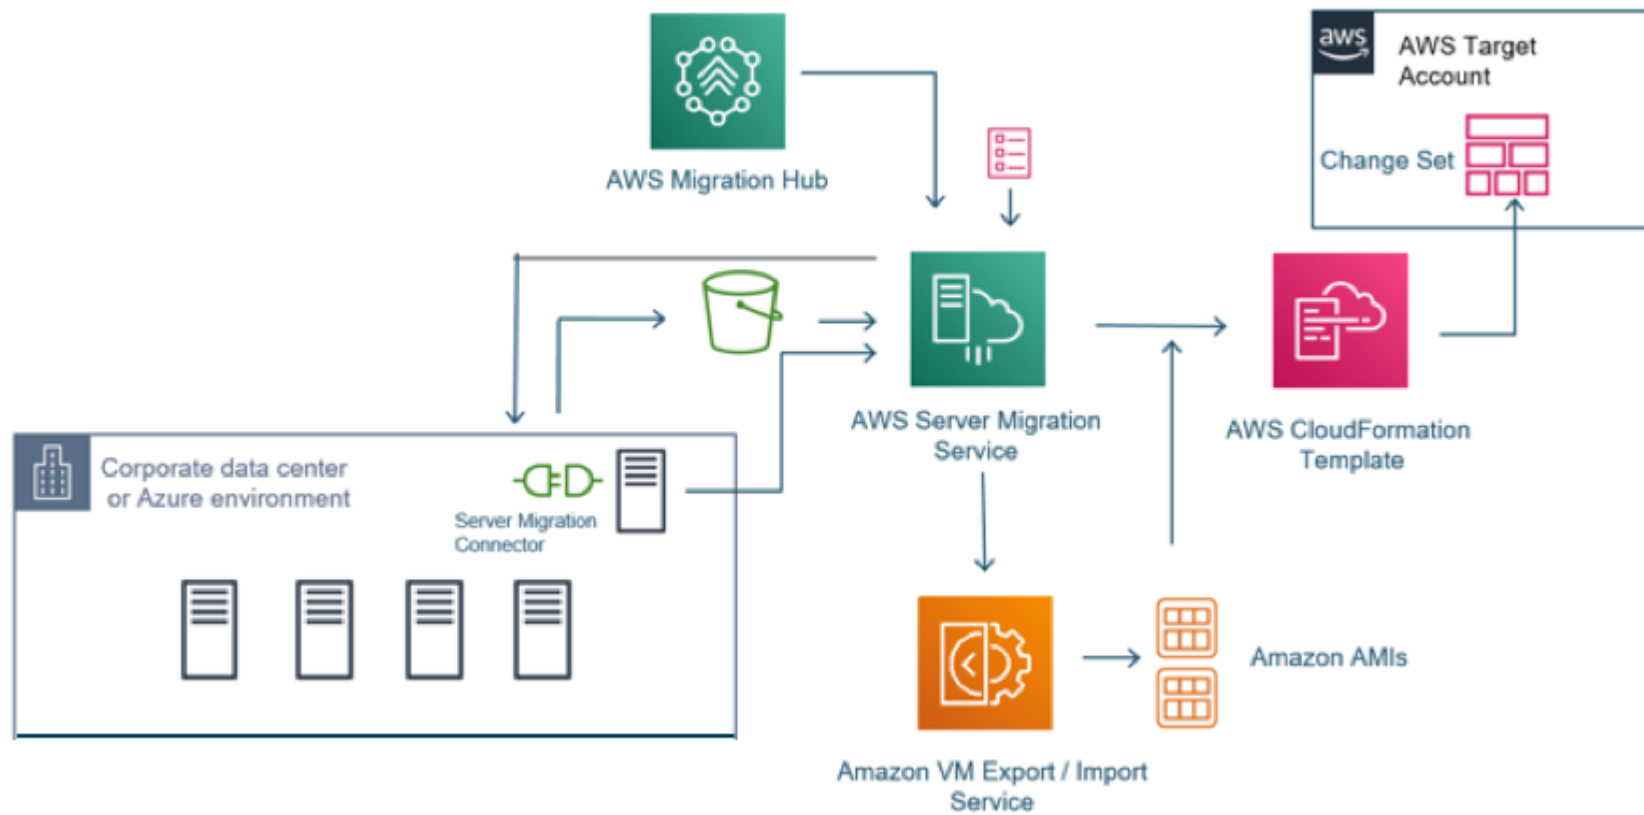 aws
AWS Target
Account
Change Set
AWS Migration Hub
AWS Server Migration
Service
AWS CloudFormation
Template
Corporate data center
or Azure environment
Server Migration
Connector
Amazon AMIs
Amazon VM Export / Import
Service